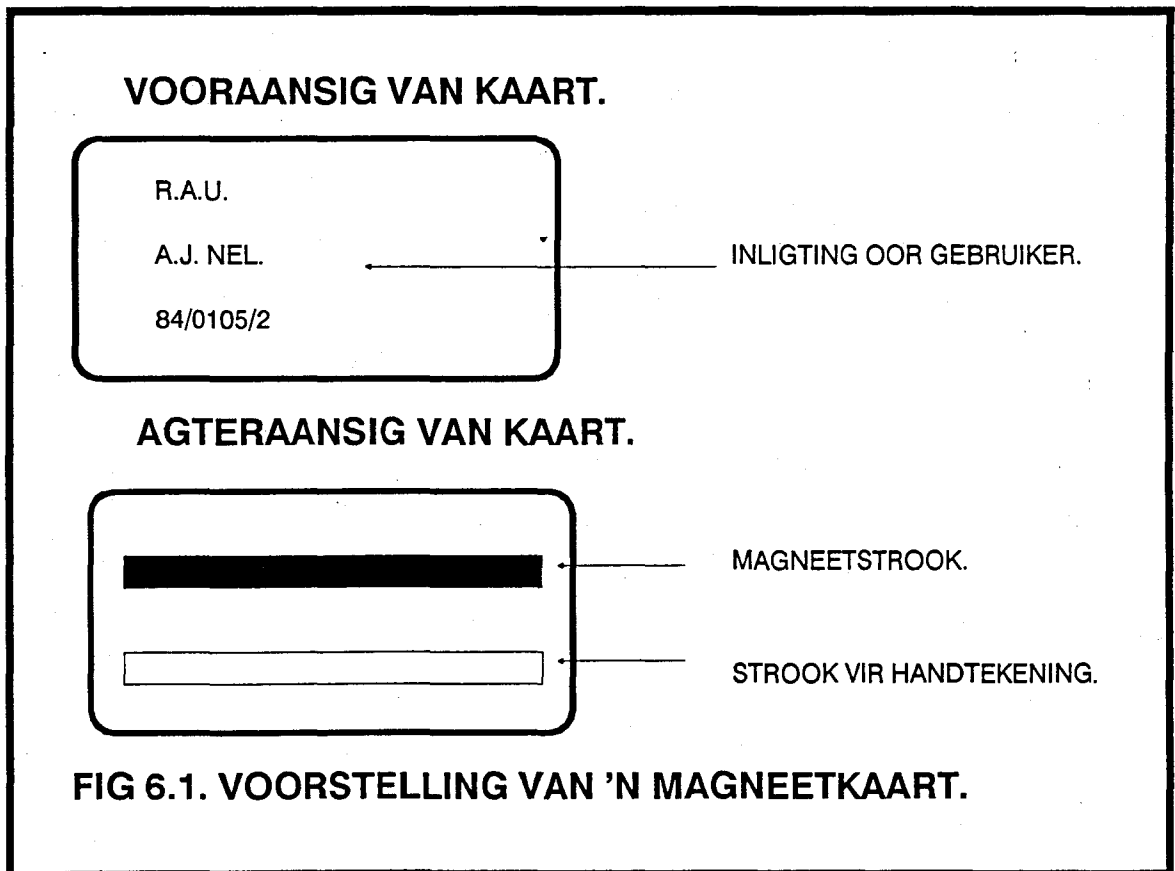 VOORAANSIG VAN KAART.
R.A.U.
A.J. NEL.
INLIGTING OOR GEBRUIKER.
84/0105/2
AGTERAANSIG VAN KAART.
MAGNEETSTROOK.
STROOK VIR HANDTEKENING.
FIG 6.1. VOORSTELLING VAN 'N MAGNEETKAART.